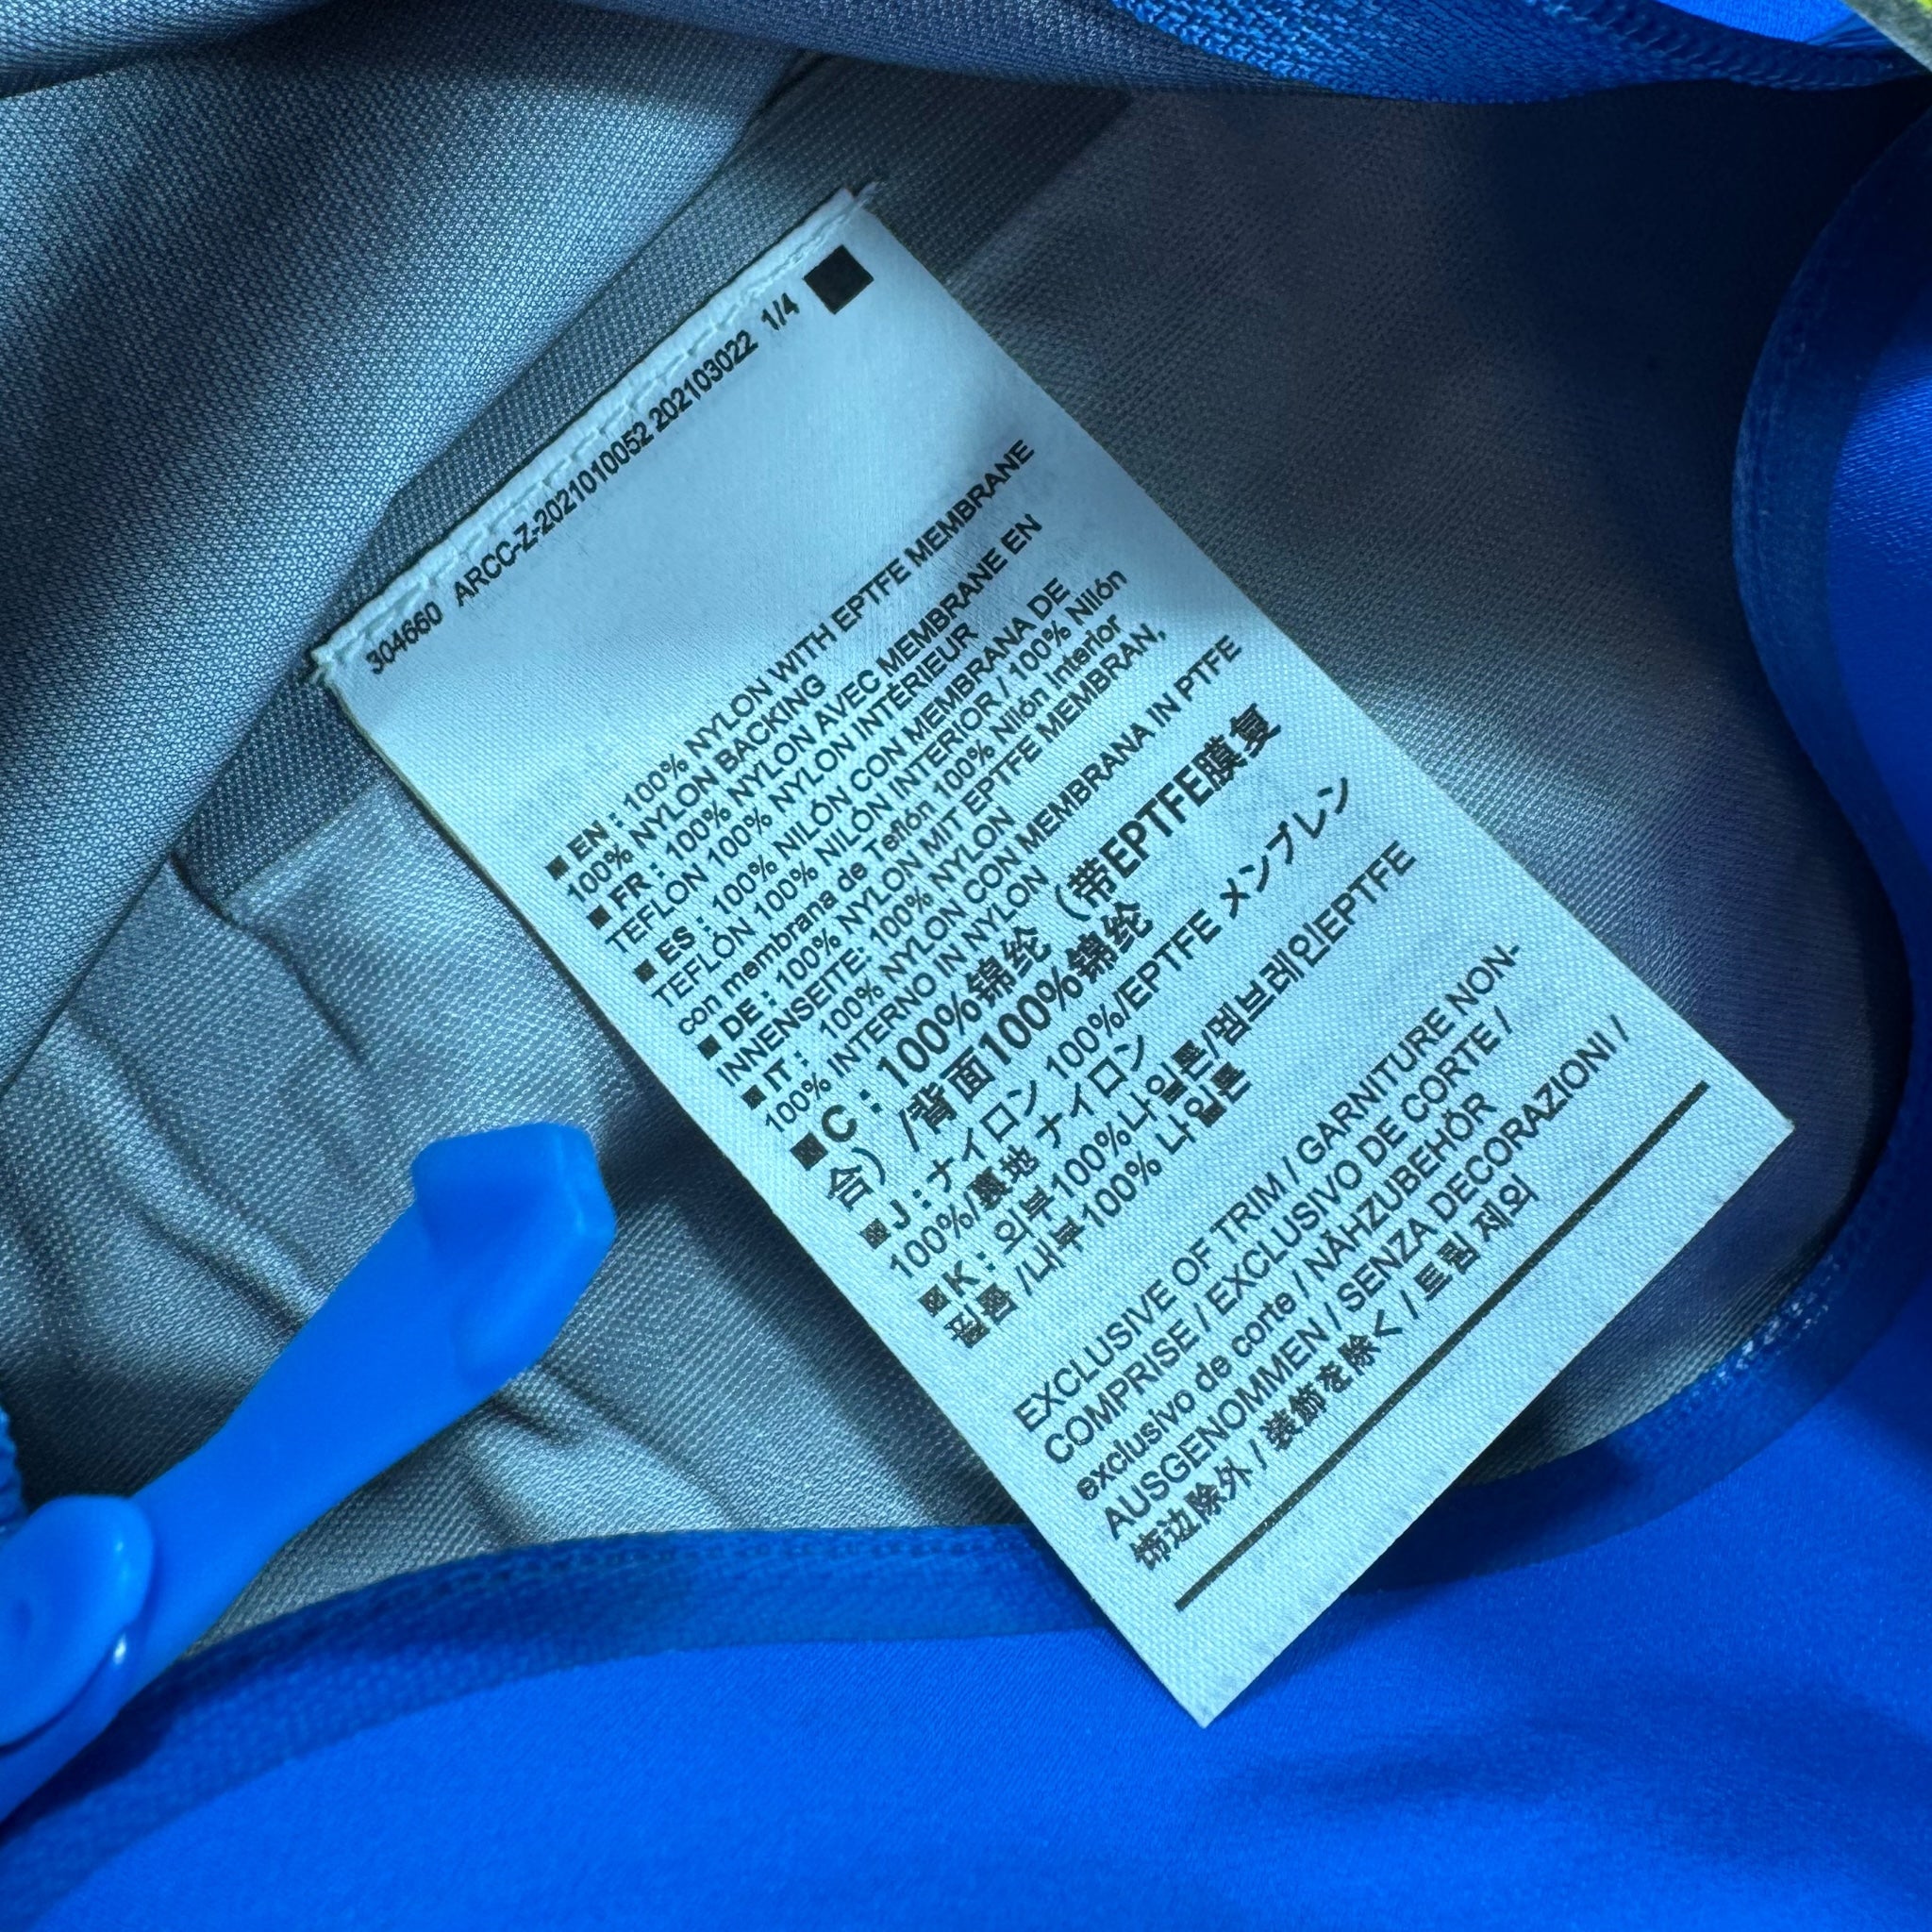 304660 ARCC-Z-2021010052 202103022 1/4
■ EN : 100% NYLON WITH EPTFE MEMBRANE
100% NYLON BACKING
■ FR : 100% NYLON AVEC MEMBRANE EN
TEFLON 100% NYLON INTÉRIEUR
■ ES : 100% NILÓN CON MEMBRANA DE
TEFLÓN 100% NILÓN INTERIOR / 100% Nilón
con membrana de Teflón 100% Nilón Interior
■ DE : 100% NYLON MIT EPTFE MEMBRAN,
INNENSEITE: 100% NYLON
■ IT : 100% NYLON CON MEMBRANA IN PTFE
100% INTERNO IN NYLON
■ C : 100%锦纶（带EPTFE膜复
合）/背面100%锦纶
■ J : ナイロン 100%/EPTFE メンブレン
100%/裏地 ナイロン
■ K : 외부100%나일론/멤브레인EPTFE
필름 /내부100% 나일론
EXCLUSIVE OF TRIM / GARNITURE NON-
COMPRISE / EXCLUSIVO DE CORTE /
exclusivo de corte / NÄHZUBEHÖR
AUSGENOMMEN / SENZA DECORAZIONI /
饰边除外 / 装飾を除く / 트림 제외